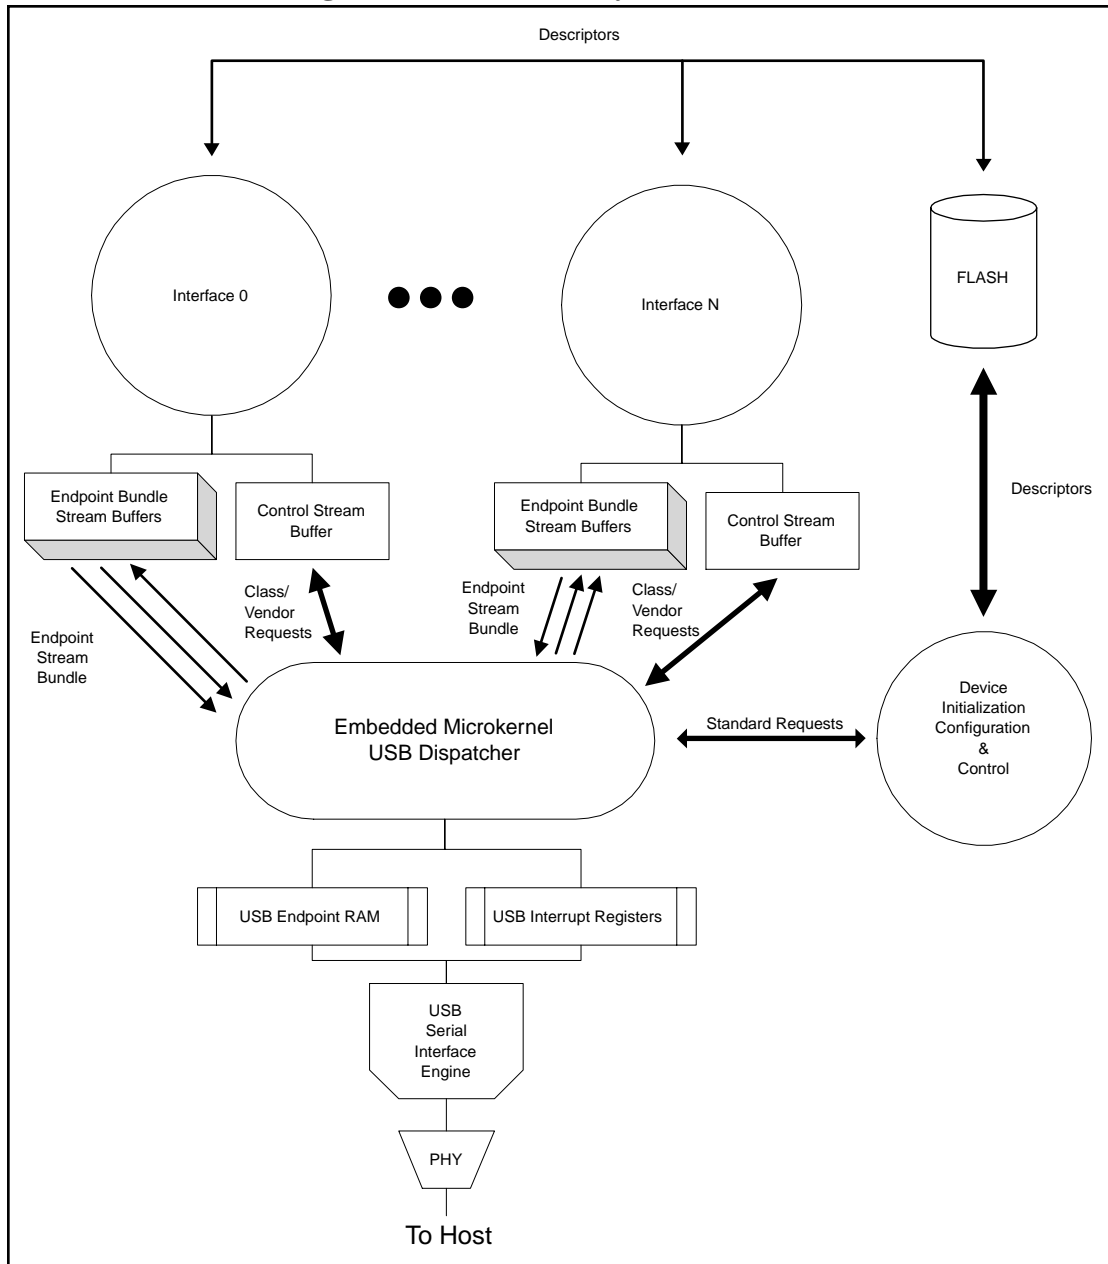 Descriptors
Interface 0
Interface N
FLASH
Endpoint Bundle
Stream Buffers
Control Stream
Buffer
Endpoint Bundle
Stream Buffers
Control Stream
Buffer
Descriptors
Class/
Vendor
Requests
Endpoint
Stream
Bundle
Class/
Vendor
Requests
Endpoint
Stream
Bundle
Embedded Microkernel
USB Dispatcher
Standard Requests
Device
Initialization
Configuration
&
Control
USB Endpoint RAM
USB Interrupt Registers
USB
Serial
Interface
Engine
PHY
To Host